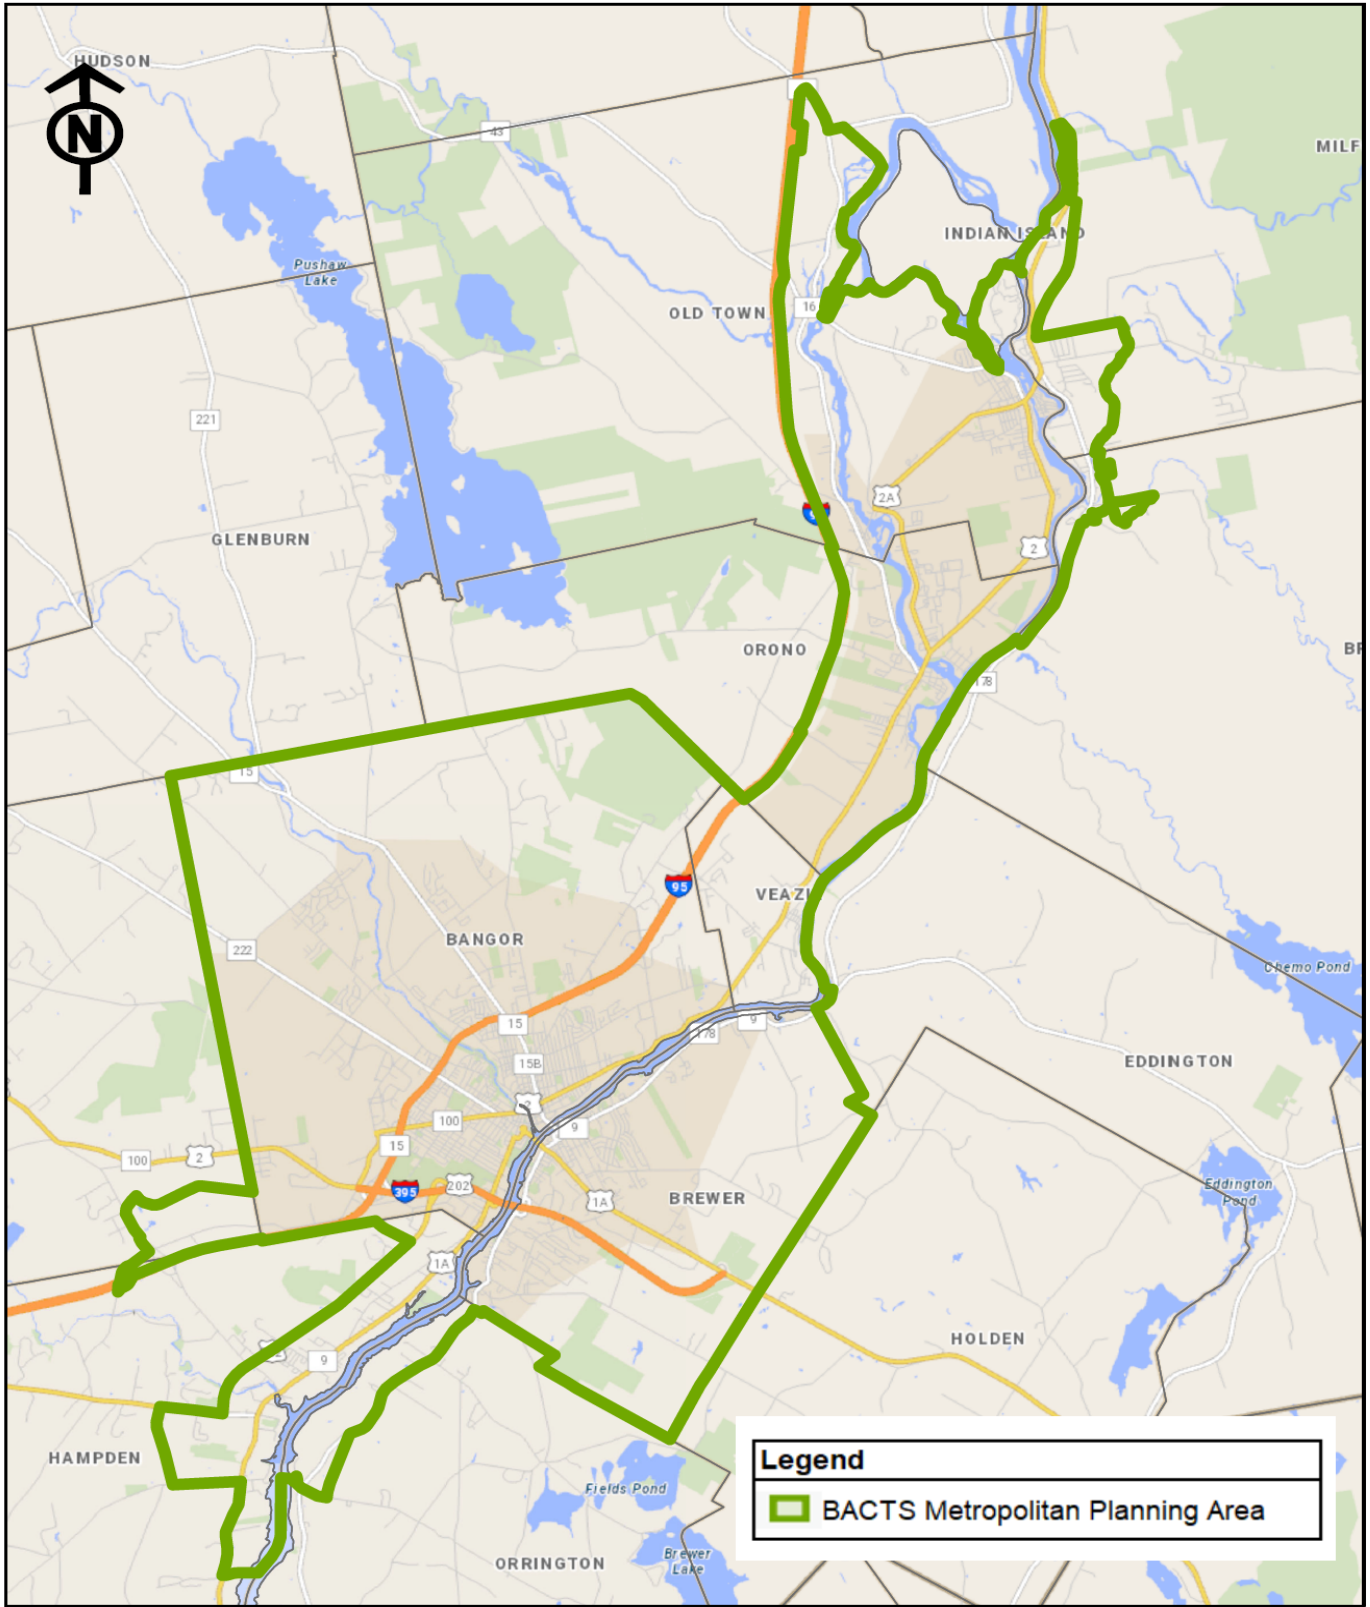 HUDSON
N
43
MILF
INDIAN ISLAND
Pushaw
Lake
OLD TOWN
16
221
2A
GLENBURN
2
ORONO
178
15
95
VEAZI
BANGOR
222
Chemo Pond
15
9
178
15B
EDDINGTON
2
100
9
15
100
2
Eddington
Pond
395
202
1A
BREWER
1A
HOLDEN
9
HAMPDEN
Fields Pond
Legend
BACTS Metropolitan Planning Area
ORRINGTON
Brewer
Lake